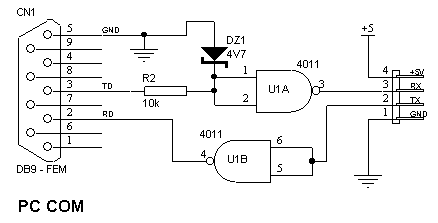 CN1
5 GND
9
4
8
3 TD
7
2 RD
6
1
DB9 - FEM
DZ1
4V7
R2
10k
4011
1
2
U1A
3
4011
4
U1B
6
5
+5
4 +5V
3 RX
2 TX
1 GND
PC COM